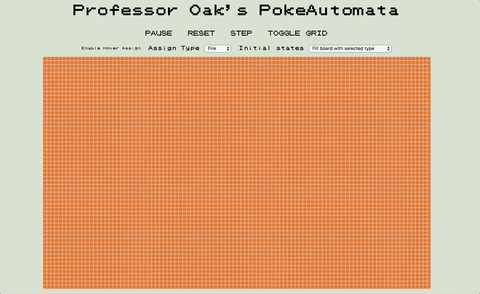 Professor Oak's PokeAutomata
PAUSE RESET STEP TOGGLE GRID
Enable Hover Assign Assign Type Fire Initial states Fill board with selected type